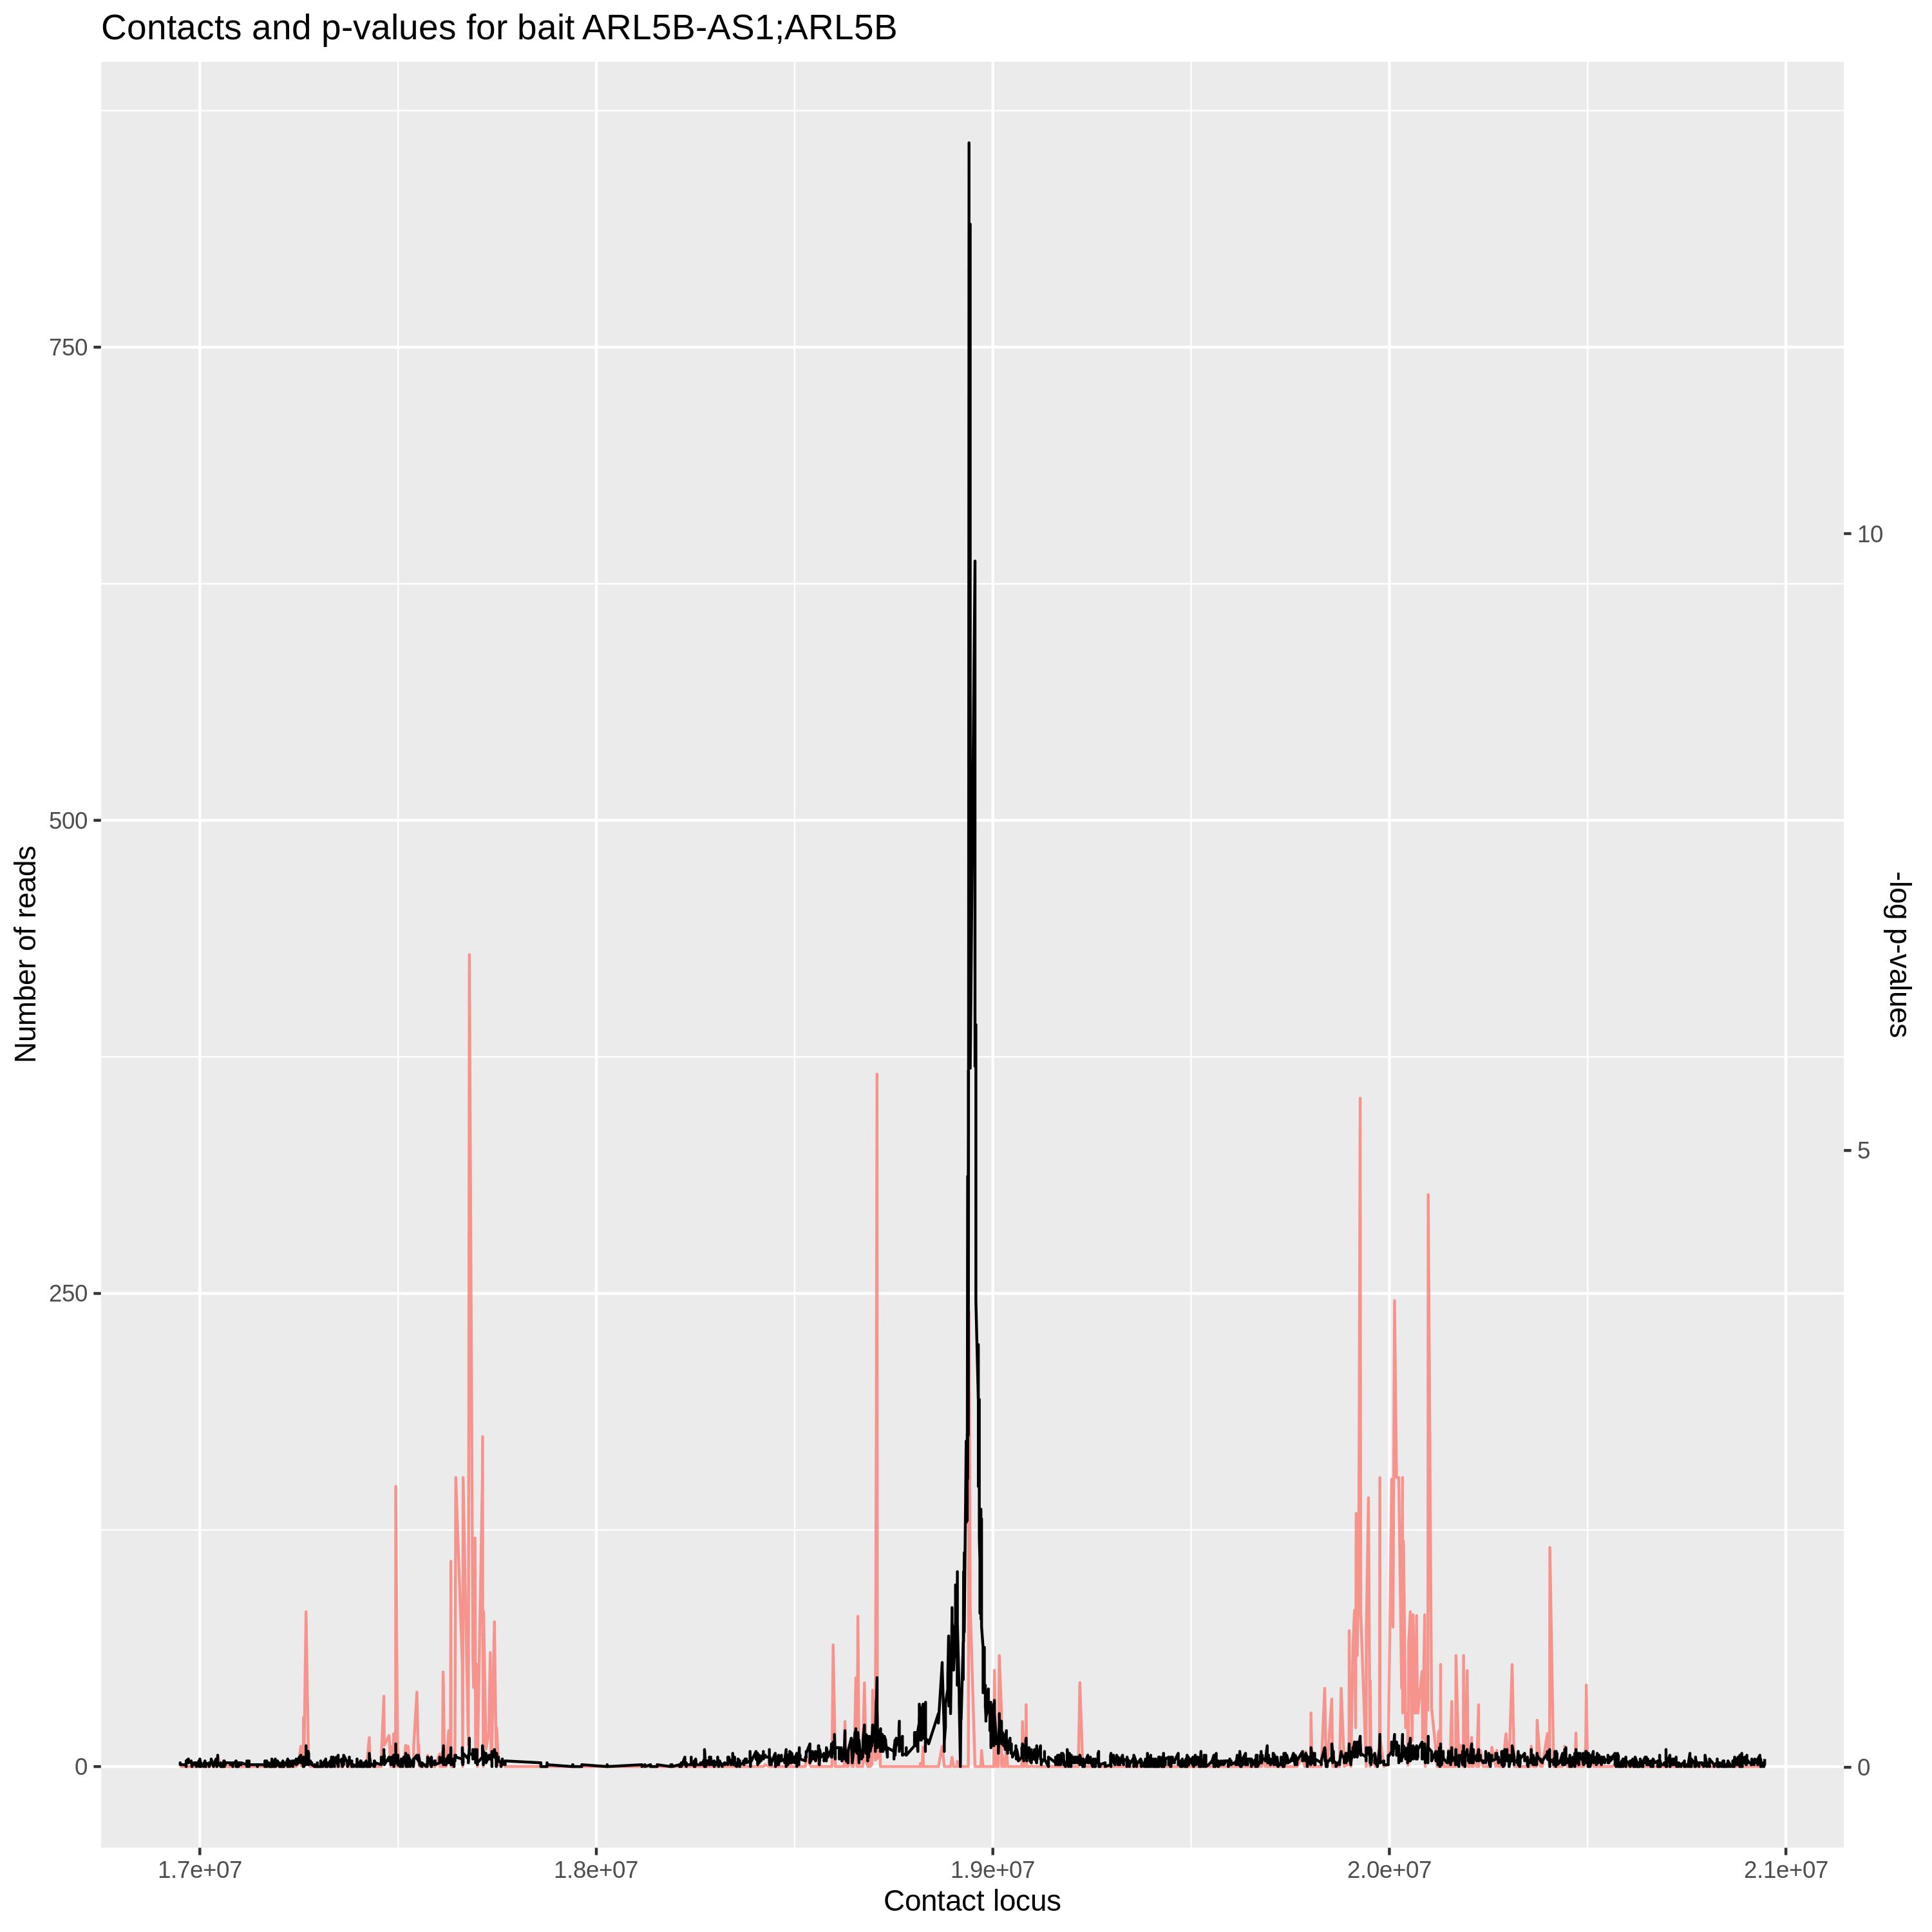 Contacts and p-values for bait ARL5B-AS1;ARL5B
Number of reads
750
500
250
0
-log p-values
10
5
0
1.7e+07
1.8e+07
1.9e+07
2.0e+07
2.1e+07
Contact locus